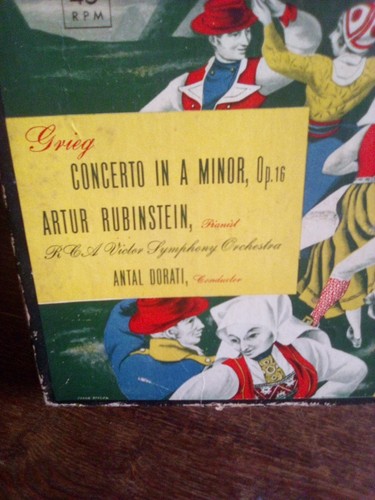 45
RPM
Grieg
CONCERTO IN A MINOR, Op.16
ARTUR RUBINSTEIN, Pianist
RCA Victor Symphony Orchestra
ANTAL DORATI, Conductor